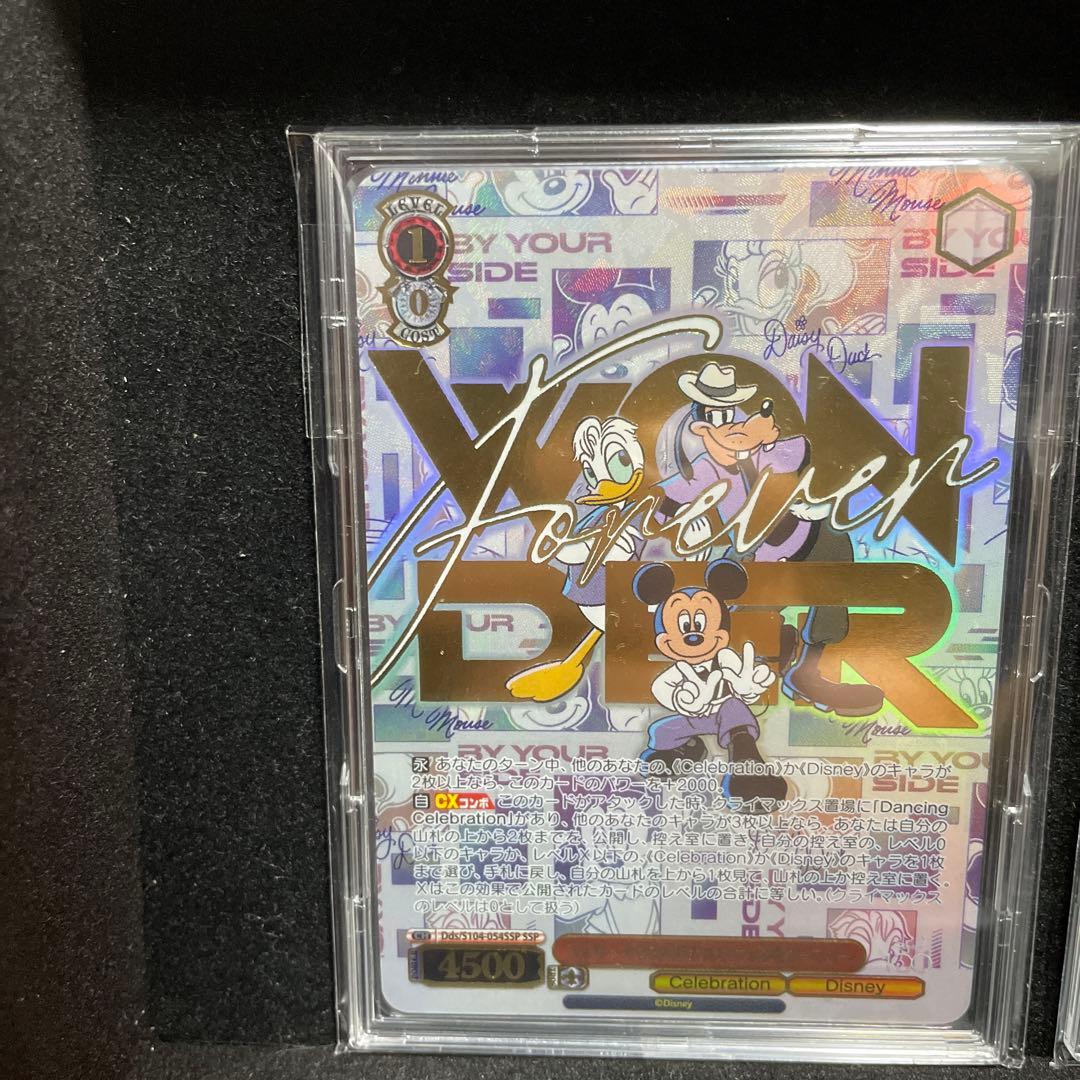 Minnie
Mouse
Minnie
Mouse
LEVEL
1
0
COST
BY YOUR
SIDE
BY YO
SIDE
Daisy
Duck
WON
Forever
DER
BY
UR
Minnie
Mouse
Mouse
BY YOUR
BY YOUR
SIDE
永 あなたのターン中、他のあなたの、《Celebration》か《Disney》のキャラが
2枚以上なら、このカードのパワーを+2000。
自 CXコンボ このカードがアタックした時、クライマックス置場に「Dancing
Celebration」があり、他のあなたのキャラが3枚以上なら、あなたは自分の
山札の上から2枚までを、公開し、控え室に置き、自分の控え室の、レベル0
以下のキャラか、レベルX以下の、《Celebration》か《Disney》のキャラを1枚
まで選び、手札に戻し、自分の山札を上から1枚見て、山札の上か控え室に置く。
Xはこの効果で公開されたカードのレベルの合計に等しい。(クライマックス
のレベルは0として扱う)
CH Dds/S104-054SSP SSP
4500
Celebration
Disney
©Disney